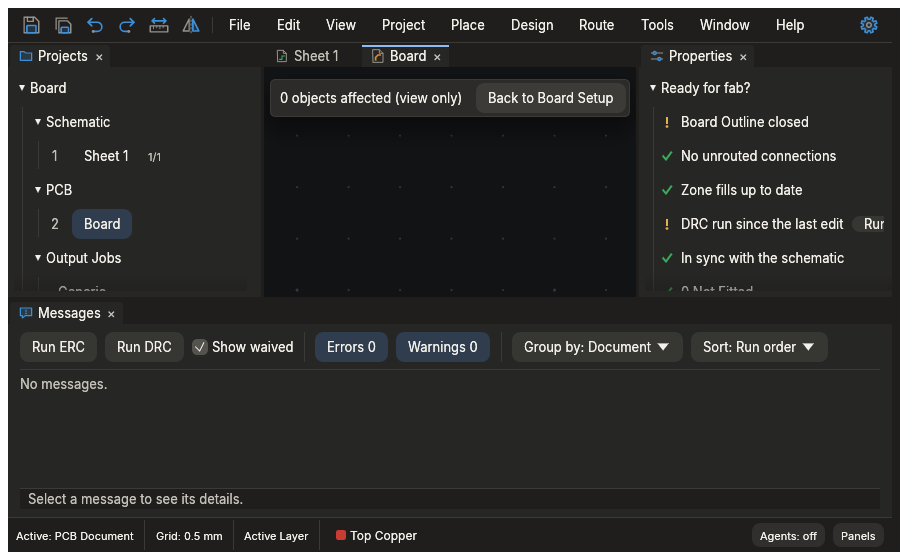 File Edit View Project Place Design Route Tools Window Help
Projects × Sheet 1 Board × Properties ×
Board
Schematic
1 Sheet 1 1/1
PCB
2 Board
Output Jobs
Generic
0 objects affected (view only) Back to Board Setup
Ready for fab?
! Board Outline closed
No unrouted connections
Zone fills up to date
! DRC run since the last edit Run
In sync with the schematic
0 Not Fitted
Messages ×
Run ERC Run DRC Show waived Errors 0 Warnings 0 Group by: Document Sort: Run order
No messages.
Select a message to see its details.
Active: PCB Document Grid: 0.5 mm Active Layer Top Copper Agents: off Panels